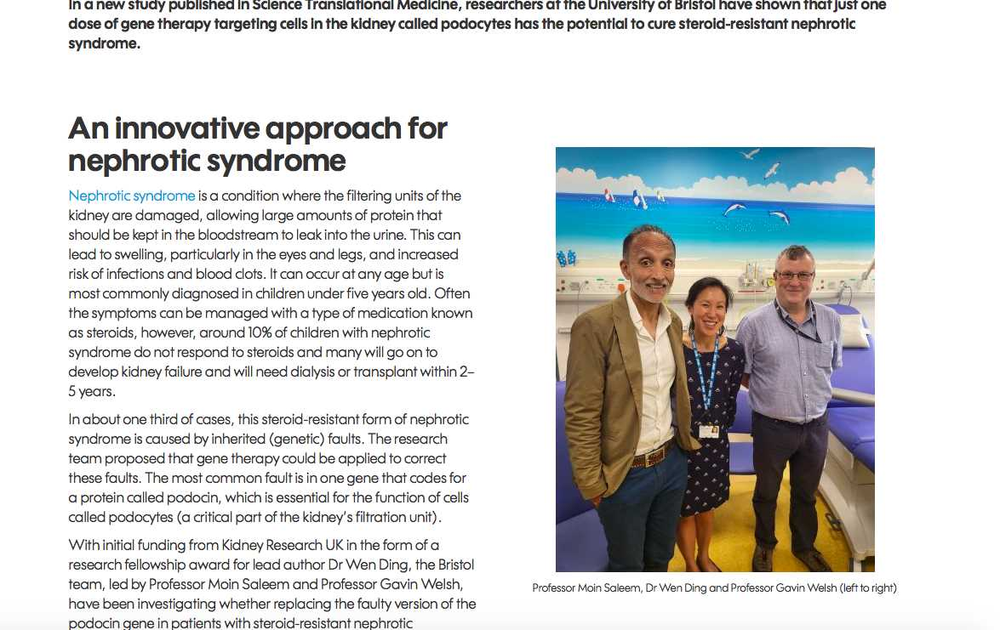 In a new study published in Science Translational Medicine, researchers at the University of Bristol have shown that just one
dose of gene therapy targeting cells in the kidney called podocytes has the potential to cure steroid-resistant nephrotic
syndrome.
An innovative approach for
nephrotic syndrome
Nephrotic syndrome is a condition where the filtering units of the
kidney are damaged, allowing large amounts of protein that
should be kept in the bloodstream to leak into the urine. This can
lead to swelling, particularly in the eyes and legs, and increased
risk of infections and blood clots. It can occur at any age but is
most commonly diagnosed in children under five years old. Often
the symptoms can be managed with a type of medication known
as steroids, however, around 10% of children with nephrotic
syndrome do not respond to steroids and many will go on to
develop kidney failure and will need dialysis or transplant within 2–
5 years.
In about one third of cases, this steroid-resistant form of nephrotic
syndrome is caused by inherited (genetic) faults. The research
team proposed that gene therapy could be applied to correct
these faults. The most common fault is in one gene that codes for
a protein called podocin, which is essential for the function of cells
called podocytes (a critical part of the kidney's filtration unit).
With initial funding from Kidney Research UK in the form of a
research fellowship award for lead author Dr Wen Ding, the Bristol
team, led by Professor Moin Saleem and Professor Gavin Welsh,
have been investigating whether replacing the faulty version of the
podocin gene in patients with steroid-resistant nephrotic
Professor Moin Saleem, Dr Wen Ding and Professor Gavin Welsh (left to right)